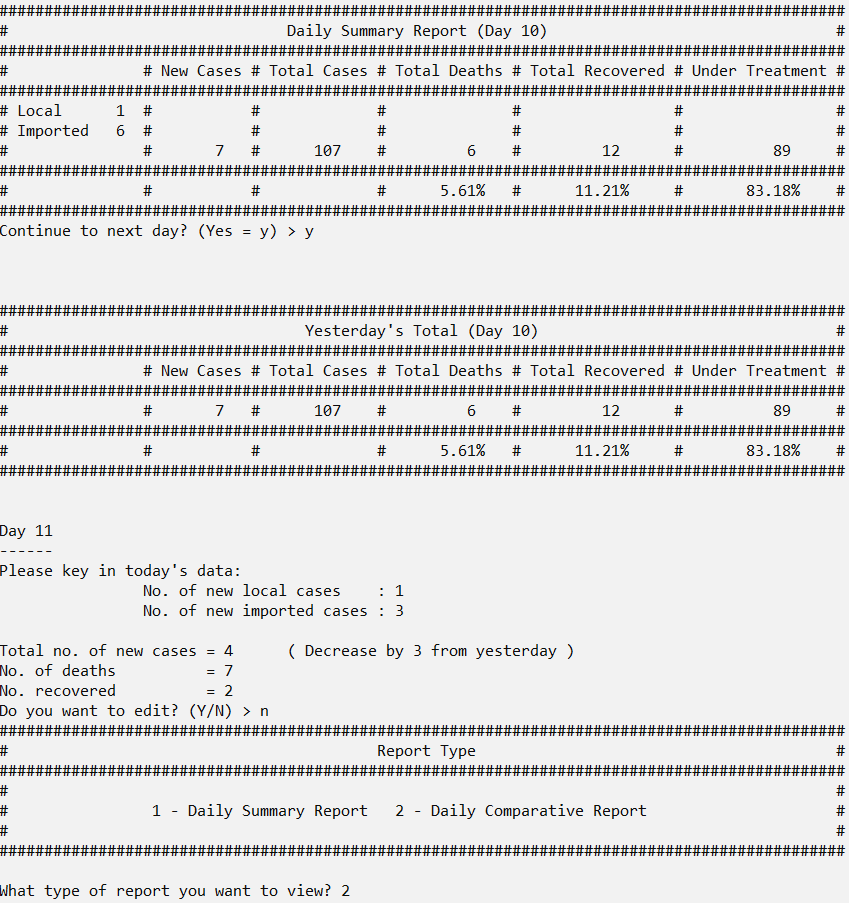 ##############################################################################################
#                               Daily Summary Report (Day 10)                                #
##############################################################################################
#               # New Cases # Total Cases # Total Deaths # Total Recovered # Under Treatment #
##############################################################################################
# Local      1  #           #             #              #                 #                 #
# Imported   6  #           #             #              #                 #                 #
#               #       7   #      107    #         6    #         12      #          89     #
##############################################################################################
#               #           #             #      5.61%   #      11.21%     #       83.18%    #
##############################################################################################
Continue to next day? (Yes = y) > y
##############################################################################################
#                                 Yesterday's Total (Day 10)                                 #
##############################################################################################
#               # New Cases # Total Cases # Total Deaths # Total Recovered # Under Treatment #
##############################################################################################
#               #       7   #      107    #         6    #         12      #          89     #
##############################################################################################
#               #           #             #      5.61%   #      11.21%     #       83.18%    #
##############################################################################################
Day 11
------
Please key in today's data:
                No. of new local cases    : 1
                No. of new imported cases : 3
Total no. of new cases = 4      ( Decrease by 3 from yesterday )
No. of deaths          = 7
No. recovered          = 2
Do you want to edit? (Y/N) > n
##############################################################################################
#                                         Report Type                                        #
##############################################################################################
#                                                                                            #
#                1 - Daily Summary Report   2 - Daily Comparative Report                     #
#                                                                                            #
##############################################################################################
What type of report you want to view? 2